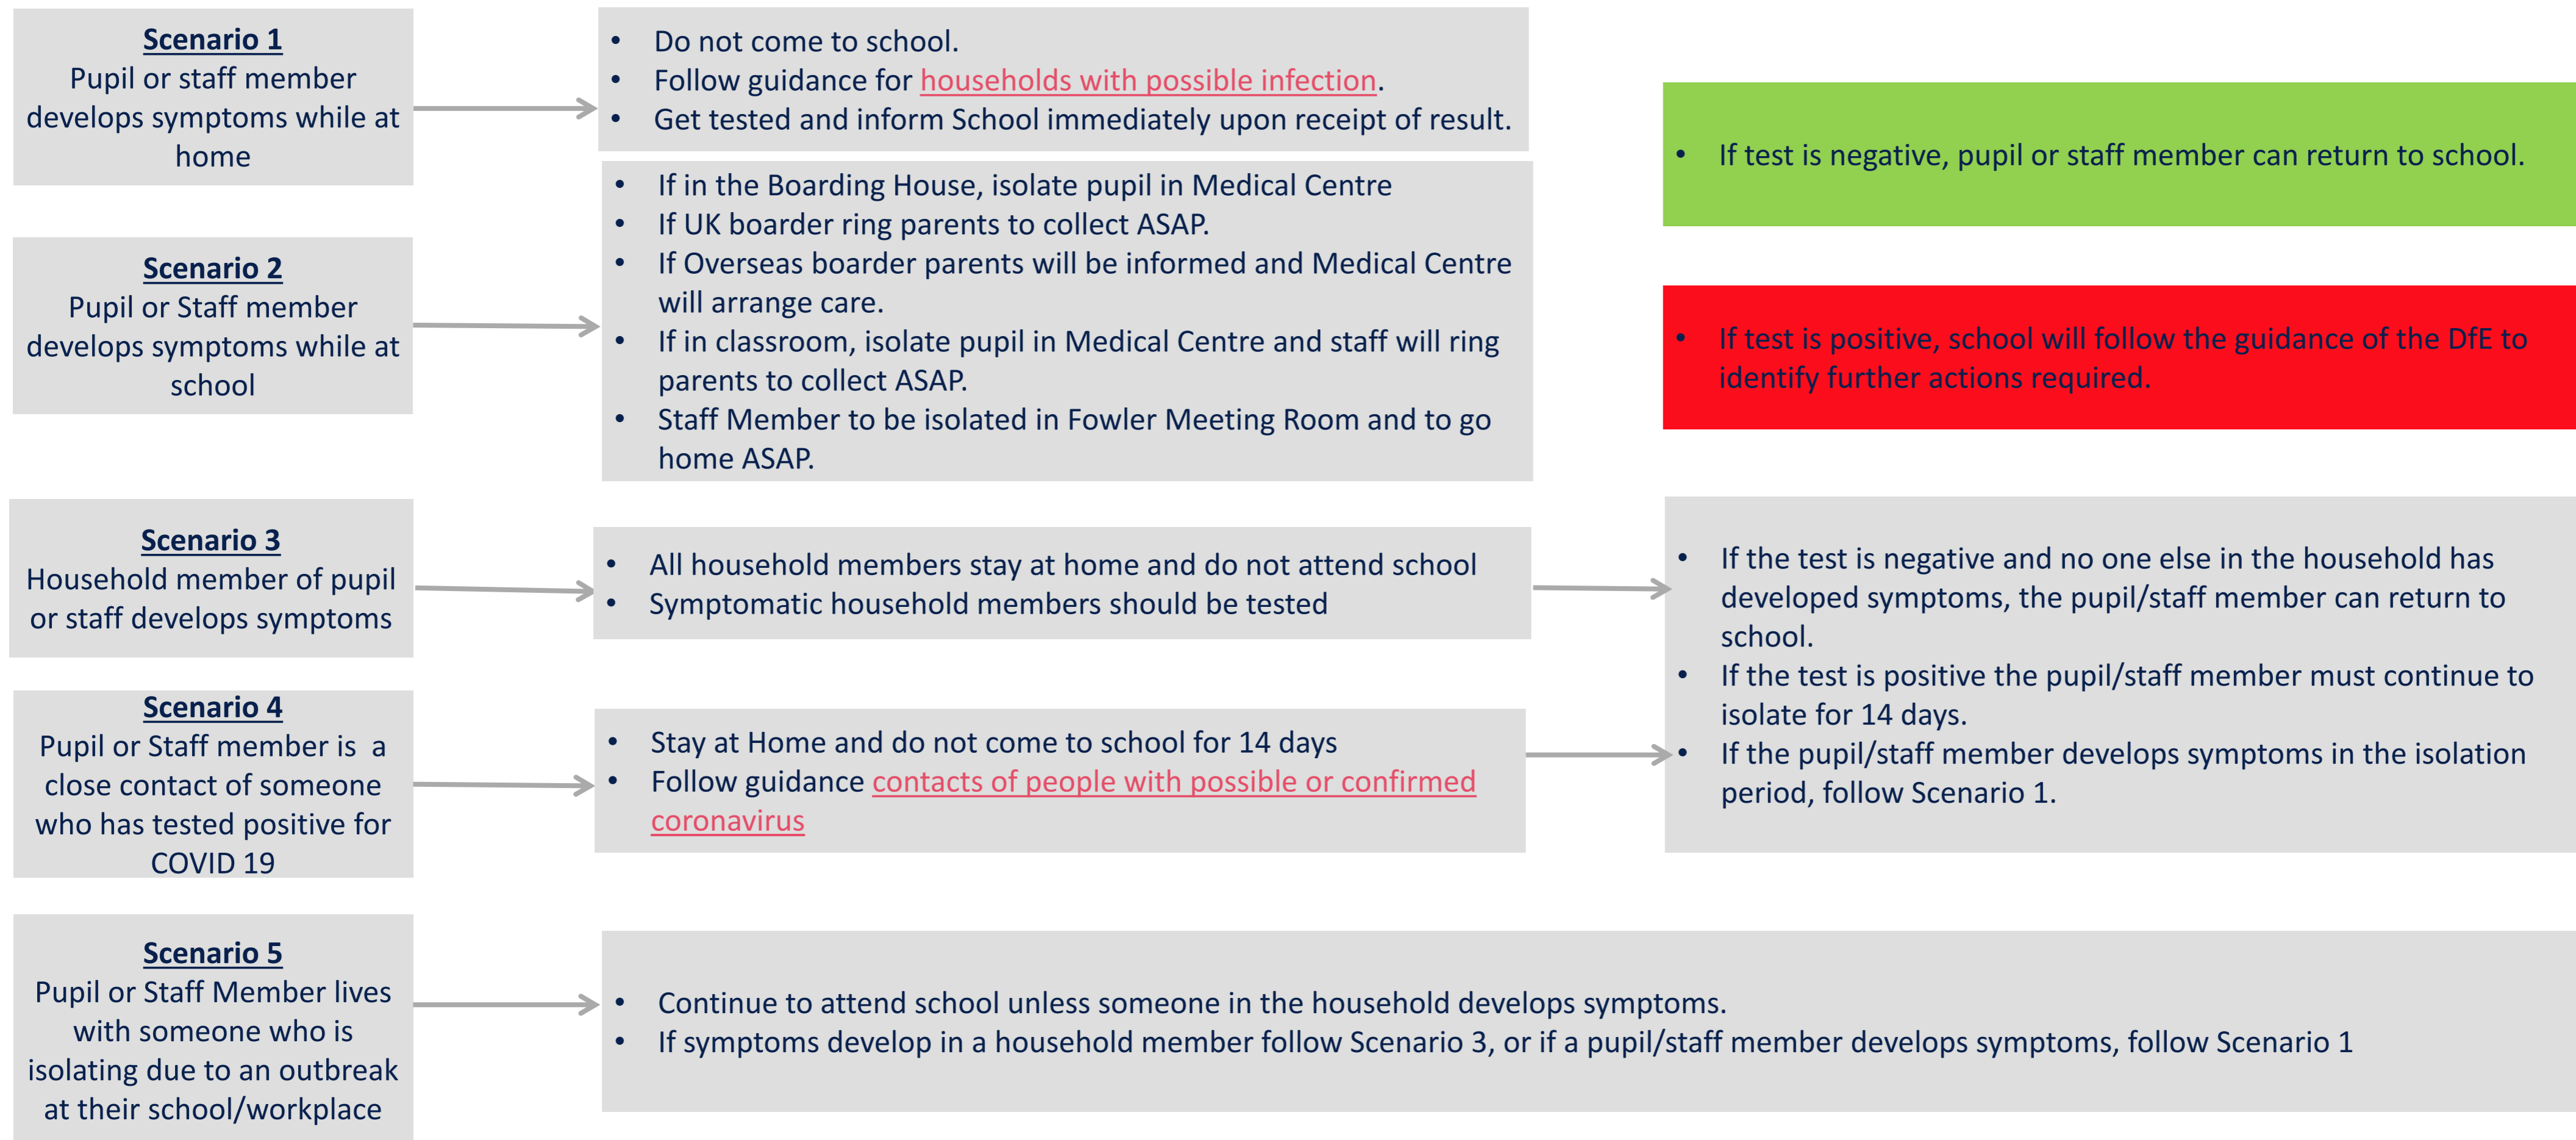 Scenario 1
Pupil or staff member
develops symptoms while at
home
• Do not come to school.
• Follow guidance for households with possible infection.
• Get tested and inform School immediately upon receipt of result.
Scenario 2
Pupil or Staff member
develops symptoms while at
school
• If in the Boarding House, isolate pupil in Medical Centre
• If UK boarder ring parents to collect ASAP.
• If Overseas boarder parents will be informed and Medical Centre
will arrange care.
• If in classroom, isolate pupil in Medical Centre and staff will ring
parents to collect ASAP.
• Staff Member to be isolated in Fowler Meeting Room and to go
home ASAP.
• If test is negative, pupil or staff member can return to school.
• If test is positive, school will follow the guidance of the DfE to
identify further actions required.
Scenario 3
Household member of pupil
or staff develops symptoms
• All household members stay at home and do not attend school
• Symptomatic household members should be tested
Scenario 4
Pupil or Staff member is a
close contact of someone
who has tested positive for
COVID 19
• Stay at Home and do not come to school for 14 days
• Follow guidance contacts of people with possible or confirmed
coronavirus
• If the test is negative and no one else in the household has
developed symptoms, the pupil/staff member can return to
school.
• If the test is positive the pupil/staff member must continue to
isolate for 14 days.
• If the pupil/staff member develops symptoms in the isolation
period, follow Scenario 1.
Scenario 5
Pupil or Staff Member lives
with someone who is
isolating due to an outbreak
at their school/workplace
• Continue to attend school unless someone in the household develops symptoms.
• If symptoms develop in a household member follow Scenario 3, or if a pupil/staff member develops symptoms, follow Scenario 1